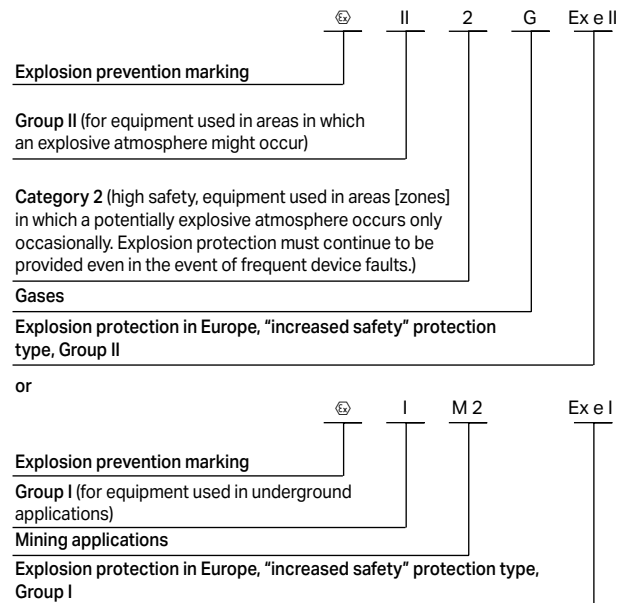 Ex II 2 G Ex e II
Explosion prevention marking
Group II (for equipment used in areas in which
an explosive atmosphere might occur)
Category 2 (high safety, equipment used in areas [zones]
in which a potentially explosive atmosphere occurs only
occasionally. Explosion protection must continue to be
provided even in the event of frequent device faults.)
Gases
Explosion protection in Europe, “increased safety” protection
type, Group II
or
Ex I M 2 Ex e I
Explosion prevention marking
Group I (for equipment used in underground
applications)
Mining applications
Explosion protection in Europe, “increased safety” protection type,
Group I